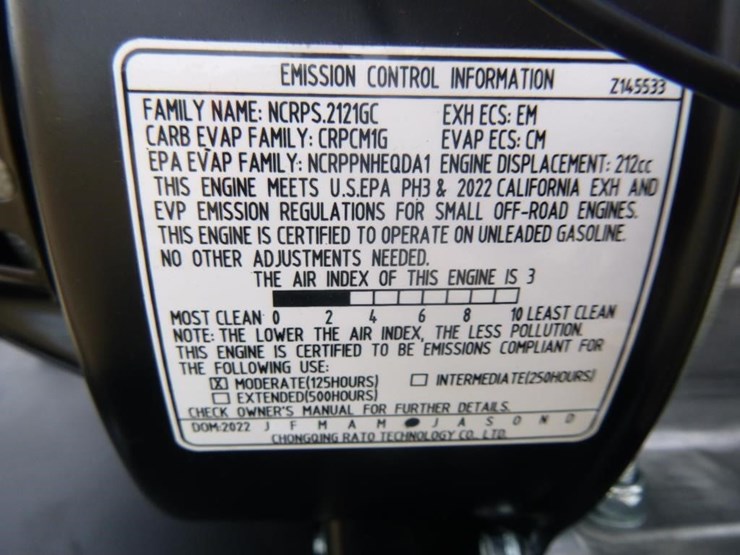 EMISSION CONTROL INFORMATION Z145533
FAMILY NAME: NCRPS.2121GC EXH ECS: EM
CARB EVAP FAMILY: CRPCM1G EVAP ECS: CM
EPA EVAP FAMILY: NCRPPNHEQDA1 ENGINE DISPLACEMENT: 212cc
THIS ENGINE MEETS U.S.EPA PH3 & 2022 CALIFORNIA EXH AND
EVP EMISSION REGULATIONS FOR SMALL OFF-ROAD ENGINES.
THIS ENGINE IS CERTIFIED TO OPERATE ON UNLEADED GASOLINE.
NO OTHER ADJUSTMENTS NEEDED.
THE AIR INDEX OF THIS ENGINE IS 3
MOST CLEAN 0 2 4 6 8 10 LEAST CLEAN
NOTE: THE LOWER THE AIR INDEX, THE LESS POLLUTION.
THIS ENGINE IS CERTIFIED TO BE EMISSIONS COMPLIANT FOR
THE FOLLOWING USE:
☒ MODERATE(125HOURS) ☐ INTERMEDIATE(250HOURS)
☐ EXTENDED(500HOURS)
CHECK OWNER'S MANUAL FOR FURTHER DETAILS.
DOM:2022 J F M A M ● J A S O N D
CHONGQING RATO TECHNOLOGY CO. LTD.